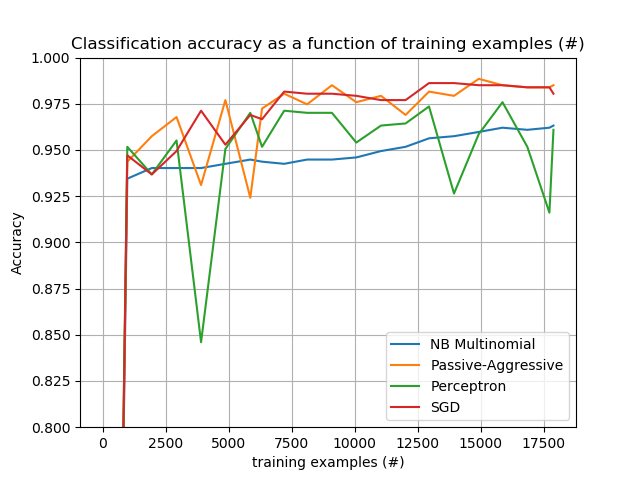 Classification accuracy as a function of training examples (#)
1.000
0.975
0.950
0.925
0.900
0.875
0.850
0.825
0.800
Accuracy
NB Multinomial
Passive-Aggressive
Perceptron
SGD
0 2500 5000 7500 10000 12500 15000 17500
training examples (#)